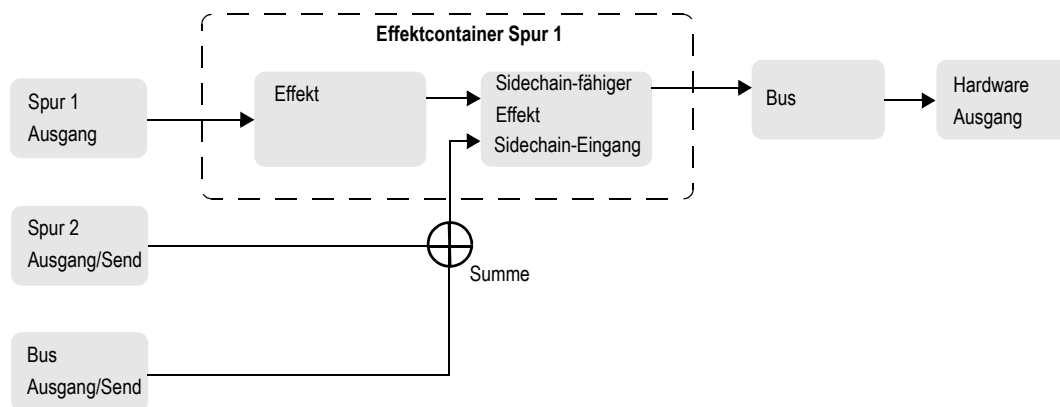 Effektcontainer Spur 1
Spur 1
Ausgang
Effekt
Sidechain-fähiger
Effekt
Sidechain-Eingang
Bus
Hardware
Ausgang
Spur 2
Ausgang/Send
Summe
Bus
Ausgang/Send